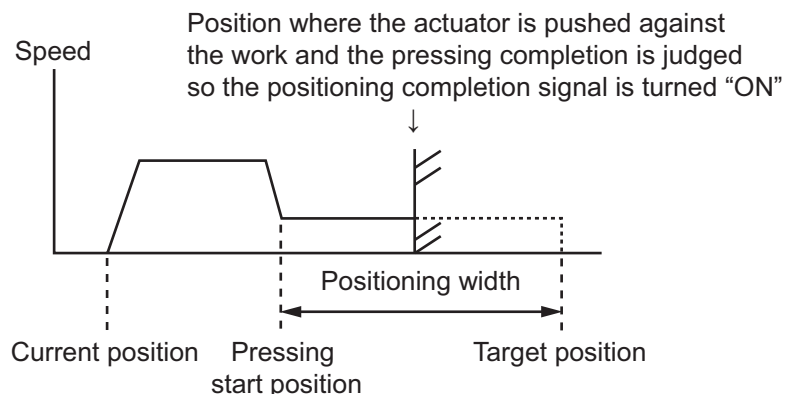 Position where the actuator is pushed against
the work and the pressing completion is judged
so the positioning completion signal is turned “ON”
Speed
Positioning width
Current position
Pressing
start position
Target position